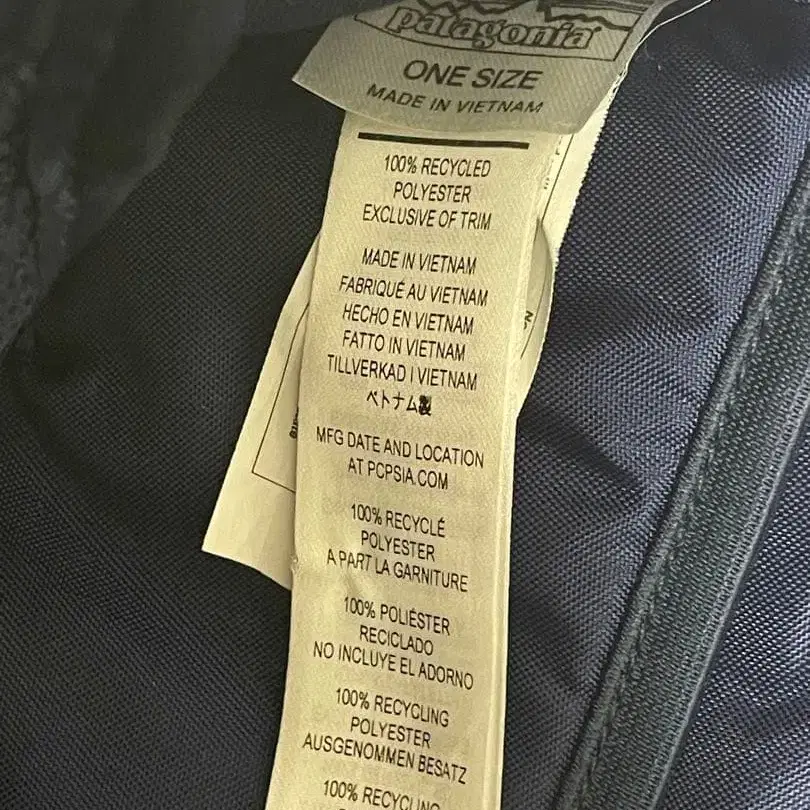 patagonia
ONE SIZE
MADE IN VIETNAM
100% RECYCLED
POLYESTER
EXCLUSIVE OF TRIM
MADE IN VIETNAM
FABRIQUÉ AU VIETNAM
HECHO EN VIETNAM
FATTO IN VIETNAM
TILLVERKAD I VIETNAM
ベトナム製
MFG DATE AND LOCATION
AT PCPSIA.COM
100% RECYCLÉ
POLYESTER
A PART LA GARNITURE
100% POLIÉSTER
RECICLADO
NO INCLUYE EL ADORNO
100% RECYCLING
POLYESTER
AUSGENOMMEN BESATZ
100% RECYCLING